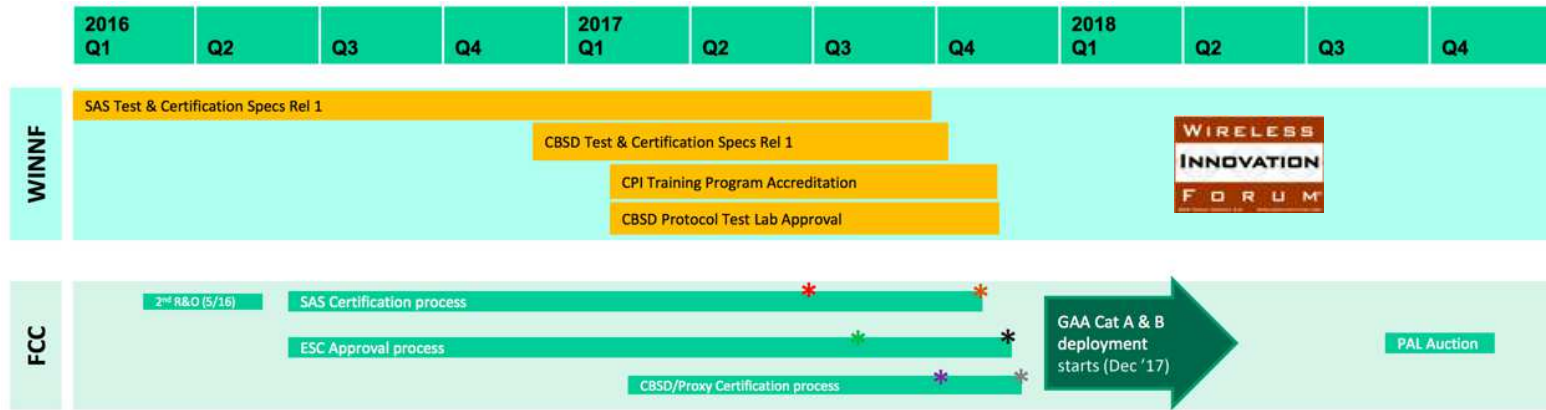 2016
Q1
Q2
Q3
Q4
2017
Q1
Q2
Q3
Q4
2018
Q1
Q2
Q3
Q4
WINNF
SAS Test & Certification Specs Rel 1
CBSD Test & Certification Specs Rel 1
CPI Training Program Accreditation
CBSD Protocol Test Lab Approval
WIRELESS
INNOVATION
FORUM
FCC
2nd R&O (5/16)
SAS Certification process
*
*
ESC Approval process
*
*
CBSD/Proxy Certification process
*
*
GAA Cat A & B
deployment
starts (Dec ’17)
PAL Auction